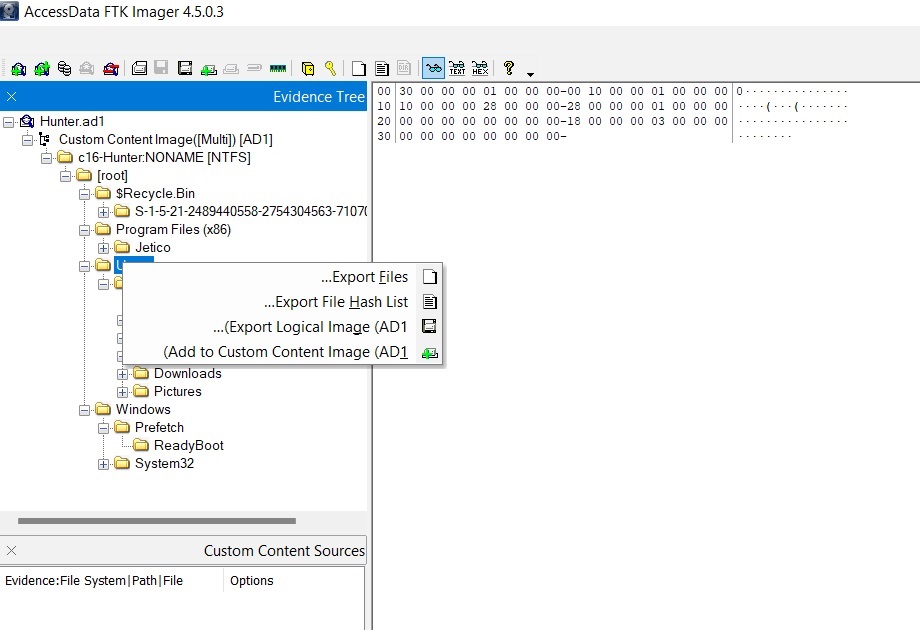 AccessData FTK Imager 4.5.0.3
Evidence Tree
Hunter.ad1
Custom Content Image([Multi]) [AD1]
c16-Hunter:NONAME [NTFS]
[root]
$Recycle.Bin
S-1-5-21-2489440558-2754304563-7107
Program Files (x86)
Jetico
...Export Files
...Export File Hash List
...(Export Logical Image (AD1
(Add to Custom Content Image (AD1
Downloads
Pictures
Windows
Prefetch
ReadyBoot
System32
Custom Content Sources
Evidence:File System|Path|File
Options
TEXT
HEX
00 30 00 00 00 01 00 00 00-00 10 00 00 01 00 00 00 0···············
10 10 00 00 00 28 00 00 00-28 00 00 00 01 00 00 00 ····(···(·······
20 00 00 00 00 00 00 00 00-18 00 00 00 03 00 00 00 ················
30 00 00 00 00 00 00 00 00- ········